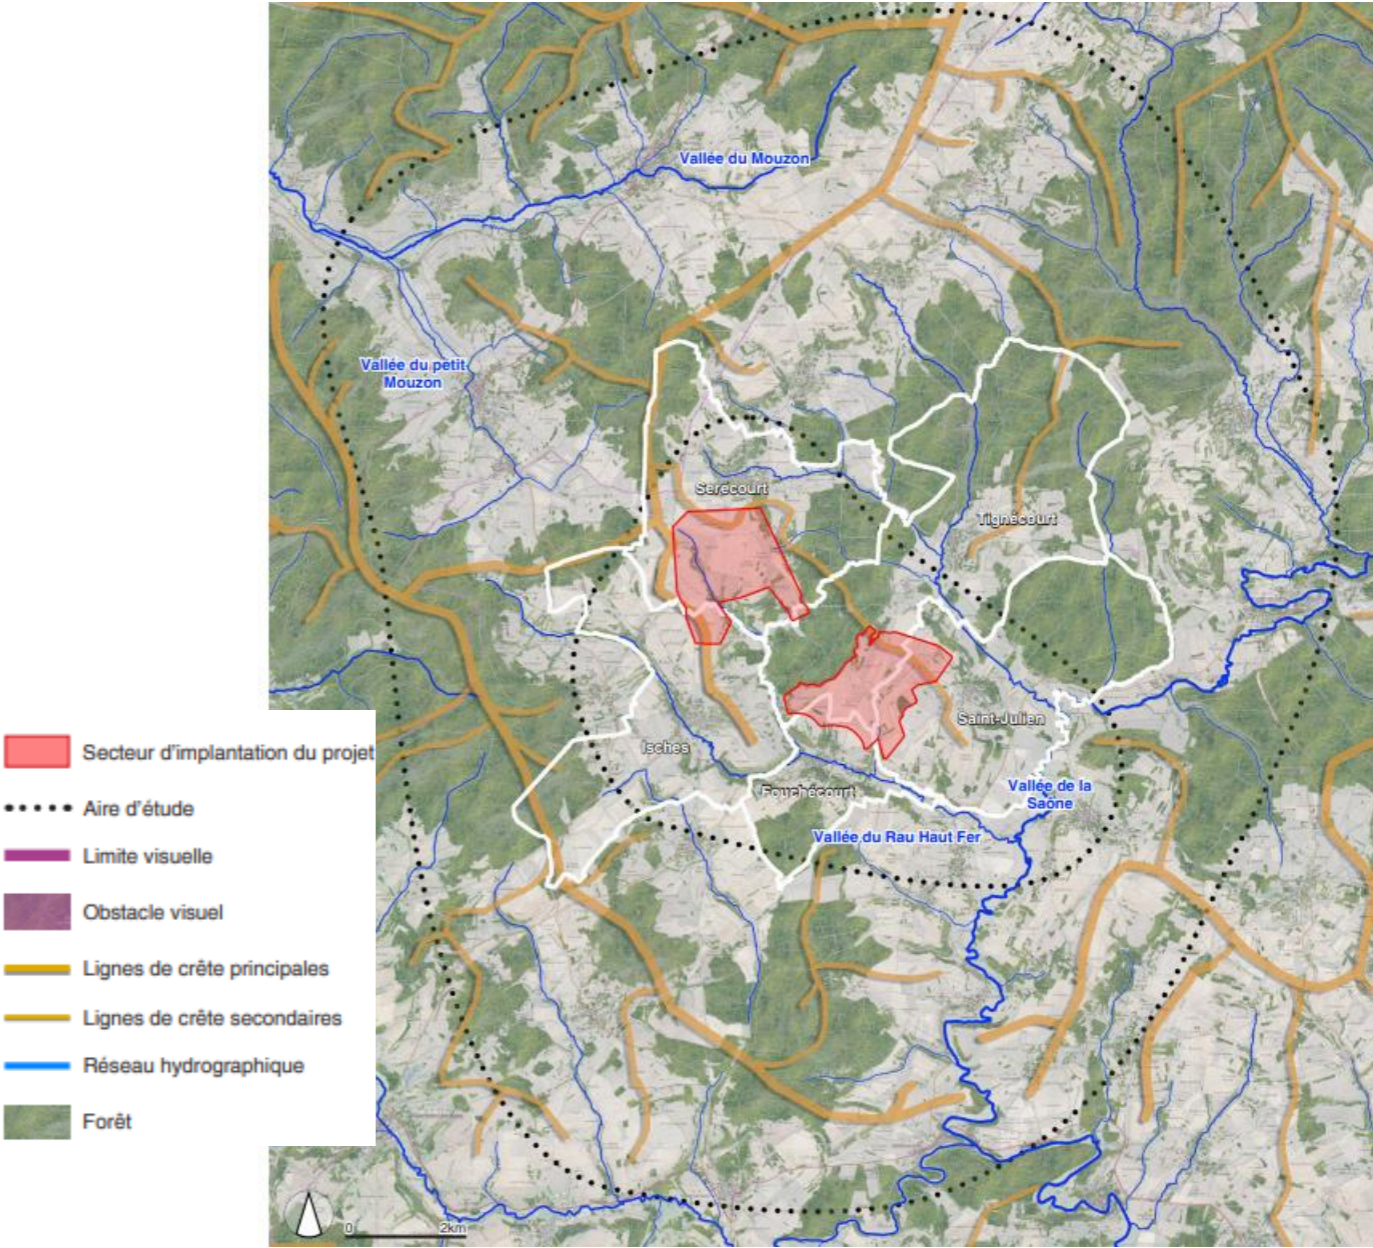 Vallée du Mouzon
Vallée du petit
Mouzon
Serecourt
Tignécourt
Saint-Julien
Isches
Fouchécourt
Vallée de la
Saône
Vallée du Rau Haut Fer
Secteur d'implantation du projet
Aire d'étude
Limite visuelle
Obstacle visuel
Lignes de crête principales
Lignes de crête secondaires
Réseau hydrographique
Forêt
0 2km